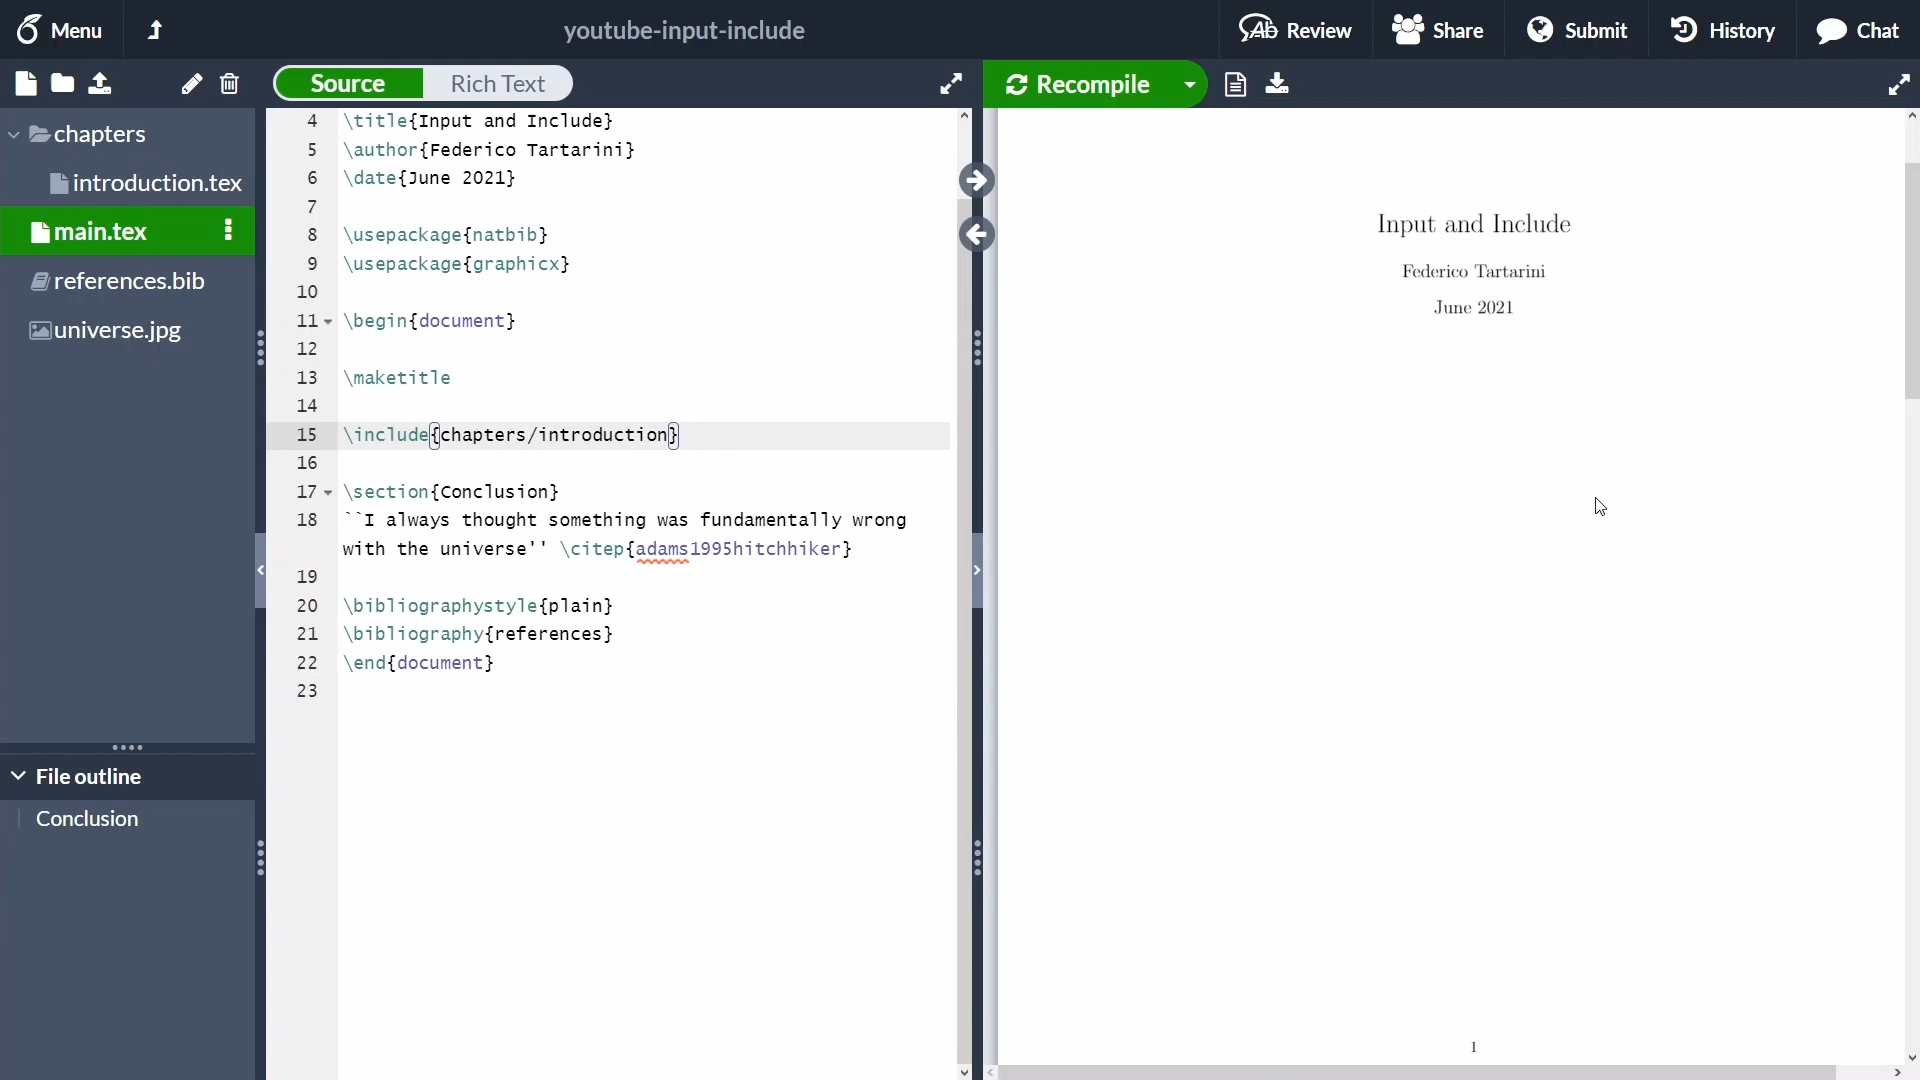 Menu
youtube-input-include
Review
Share
Submit
History
Chat
Source
Rich Text
Recompile
chapters
introduction.tex
main.tex
references.bib
universe.jpg
File outline
Conclusion
4 \title{Input and Include}
5 \author{Federico Tartarini}
6 \date{June 2021}
7
8 \usepackage{natbib}
9 \usepackage{graphicx}
10
11 \begin{document}
12
13 \maketitle
14
15 \include{chapters/introduction}
16
17 \section{Conclusion}
18 ``I always thought something was fundamentally wrong
with the universe'' \citep{adams1995hitchhiker}
19
20 \bibliographystyle{plain}
21 \bibliography{references}
22 \end{document}
23
Input and Include
Federico Tartarini
June 2021
1